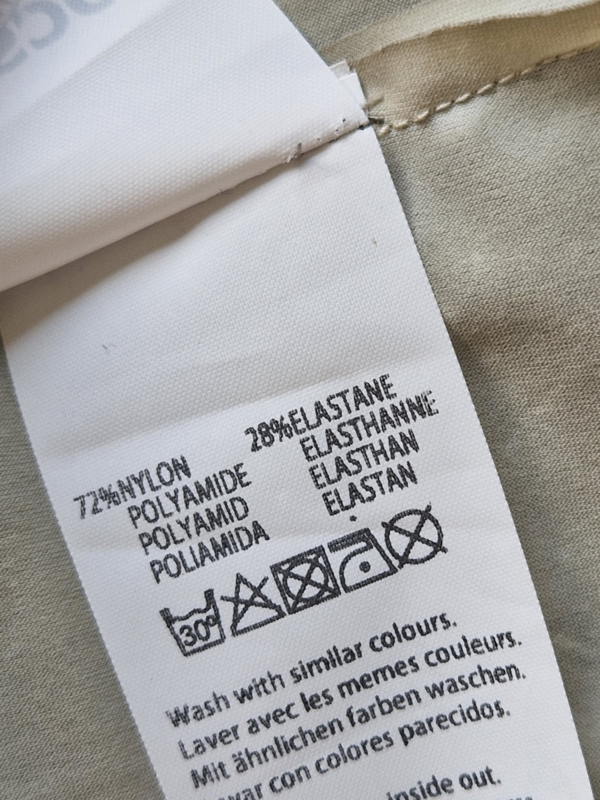 72%NYLON
POLYAMIDE
POLYAMID
POLIAMIDA
28%ELASTANE
ELASTHANNE
ELASTHAN
ELASTAN
30°
Wash with similar colours.
Laver avec les memes couleurs.
Mit ähnlichen farben waschen.
con colores parecidos.
inside out.